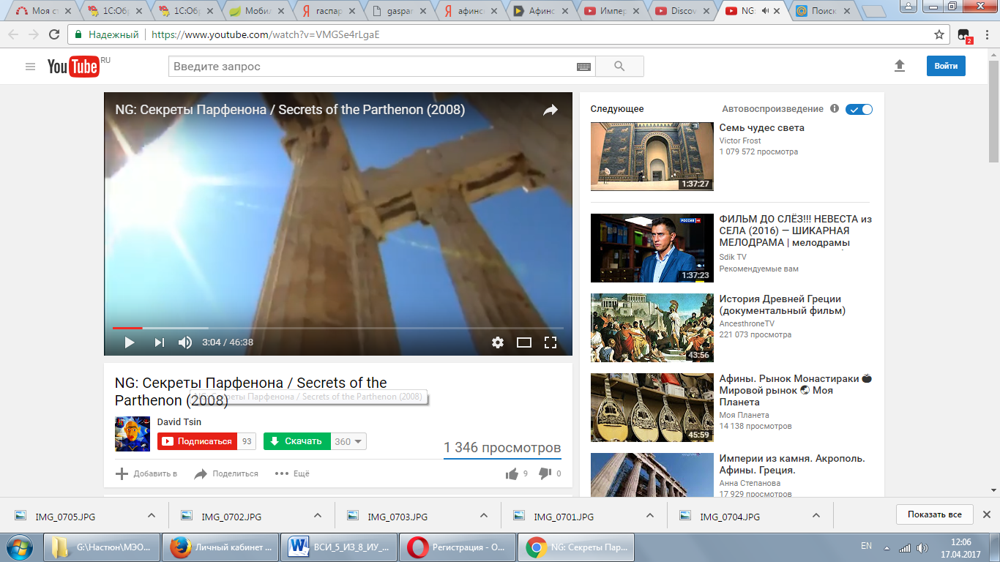 Моя с
1С:Обр
1С:Обр
Мобил
гаспар
gaspar
афинс
Афинс
Импер
Discov
NG:
Поиск
Надежный https://www.youtube.com/watch?v=VMGSe4rLgaE
2
YouTube RU
Введите запрос
Войти
NG: Секреты Парфенона / Secrets of the Parthenon (2008)
3:04 / 46:38
NG: Секреты Парфенона / Secrets of the
Parthenon (2008)
NG: Секреты Парфенона / Secrets of the Parthenon (2008)
David Tsin
Подписаться 93 Скачать 360
1 346 просмотров
Добавить в Поделиться Ещё 9 0
Следующее Автовоспроизведение
Семь чудес света
Victor Frost
1 079 572 просмотра
1:37:27
ФИЛЬМ ДО СЛЁЗ!!! НЕВЕСТА из
СЕЛА (2016) — ШИКАРНАЯ
МЕЛОДРАМА | мелодрамы
Sdik TV
Рекомендуемые вам
РОССИЯ
1:37:23
История Древней Греции
(документальный фильм)
AncesthroneTV
221 073 просмотра
43:56
Афины. Рынок Монастираки
Мировой рынок Моя
Планета
Моя Планета
14 138 просмотров
45:59
Империи из камня. Акрополь.
Афины. Греция.
Анна Степанова
17 929 просмотров
IMG_0705.JPG
IMG_0702.JPG
IMG_0703.JPG
IMG_0701.JPG
IMG_0704.JPG
Показать все
G:\Настюн\МЭО...
Личный кабинет ...
ВСИ_5_ИЗ_8_ИУ_...
Регистрация - О...
NG: Секреты Пар...
EN
12:06
17.04.2017